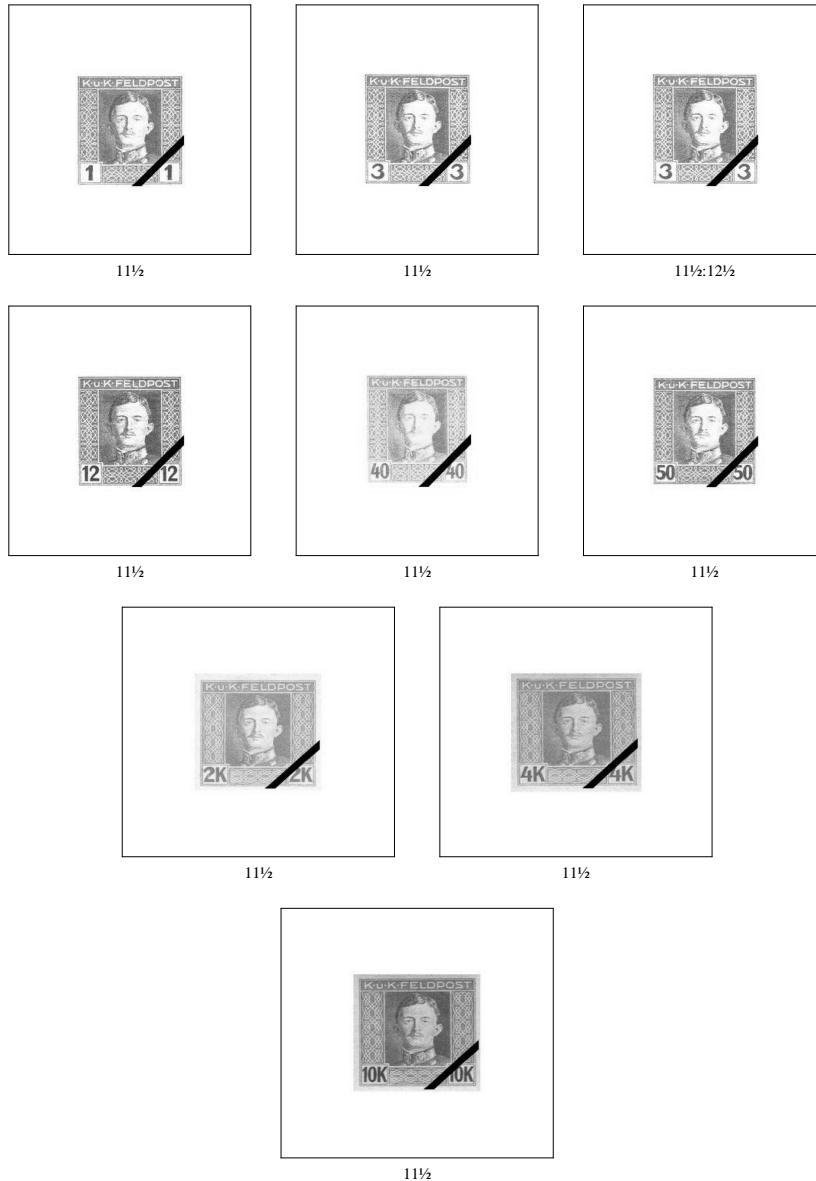 K·u·K·FELDPOST K·u·K·FELDPOST K·u·K·FELDPOST
1 1 3 3 3 3
11½ 11½ 11½:12½
K·u·K·FELDPOST K·u·K·FELDPOST K·u·K·FELDPOST
12 12 40 40 50 50
11½ 11½ 11½
K·u·K·FELDPOST K·u·K·FELDPOST
2K 2K 4K 4K
11½ 11½
K·u·K·FELDPOST
10K 10K
11½